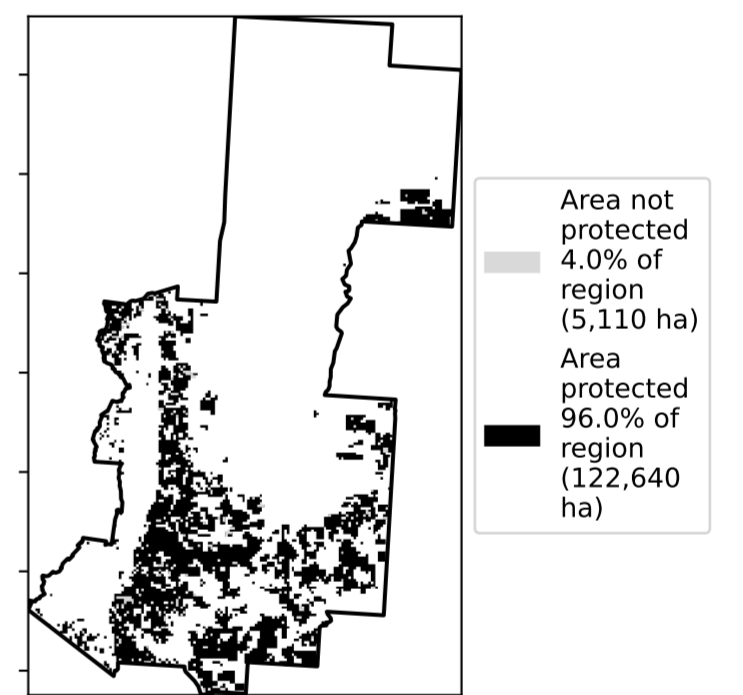 Area not
protected
4.0% of
region
(5,110 ha)
Area
protected
96.0% of
region
(122,640
ha)